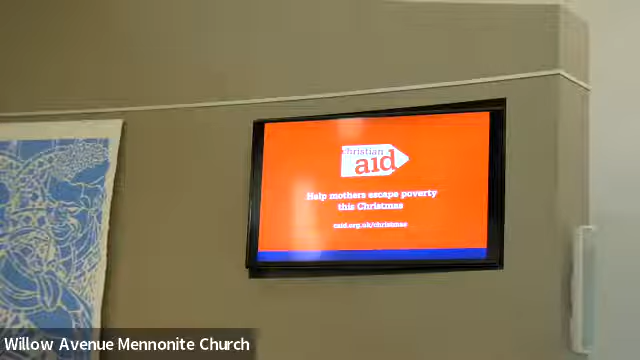 christian
aid
Help mothers escape poverty
this Christmas
caid.org.uk/christmas
Willow Avenue Mennonite Church